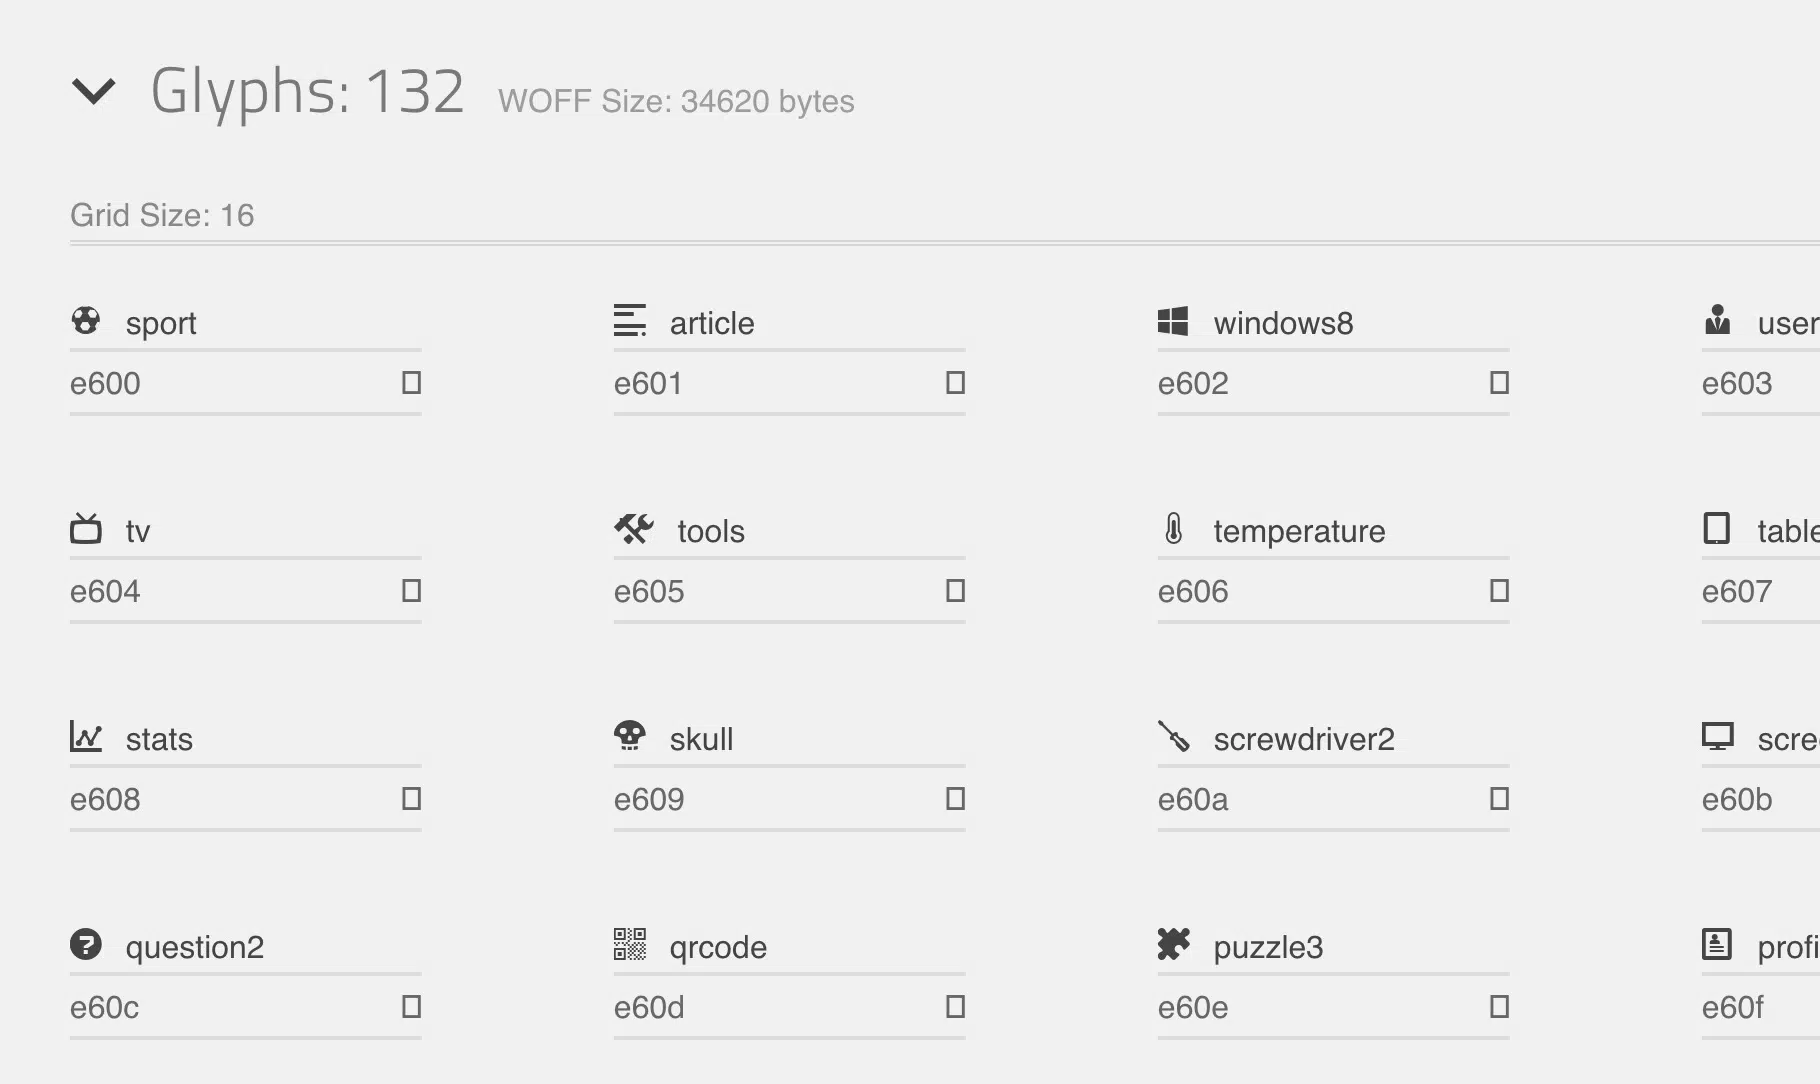 Glyphs: 132 WOFF Size: 34620 bytes
Grid Size: 16
sport article windows8 user
e600 e601 e602 e603
tv tools temperature table
e604 e605 e606 e607
stats skull screwdriver2 scre
e608 e609 e60a e60b
question2 qrcode puzzle3 profi
e60c e60d e60e e60f